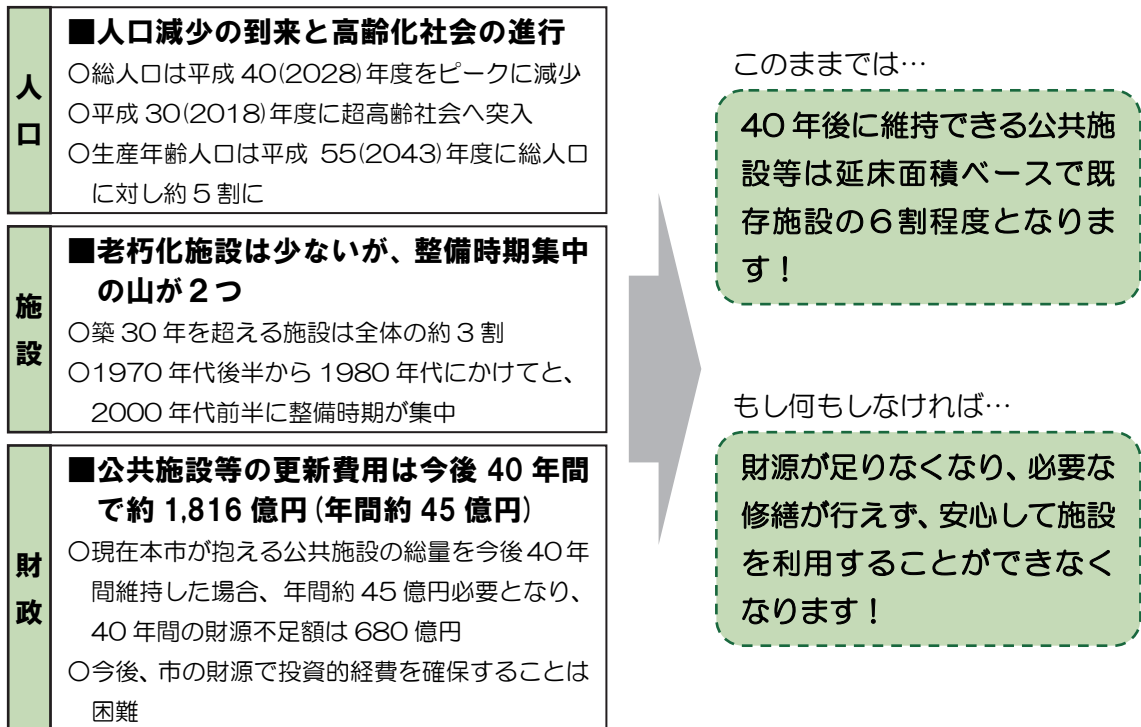 人口
■人口減少の到来と高齢化社会の進行
○総人口は平成 40(2028)年度をピークに減少
○平成 30(2018)年度に超高齢社会へ突入
○生産年齢人口は平成 55(2043)年度に総人口
に対し約5割に
施設
■老朽化施設は少ないが、整備時期集中
の山が2つ
○築 30 年を超える施設は全体の約3割
○1970 年代後半から 1980 年代にかけてと、
2000 年代前半に整備時期が集中
財政
■公共施設等の更新費用は今後 40 年間
で約 1,816 億円(年間約 45 億円)
○現在本市が抱える公共施設の総量を今後40年
間維持した場合、年間約 45 億円必要となり、
40 年間の財源不足額は 680 億円
○今後、市の財源で投資的経費を確保することは
困難
このままでは…
40 年後に維持できる公共施
設等は延床面積ベースで既
存施設の6割程度となりま
す!
もし何もしなければ…
財源が足りなくなり、必要な
修繕が行えず、安心して施設
を利用することができなく
なります!